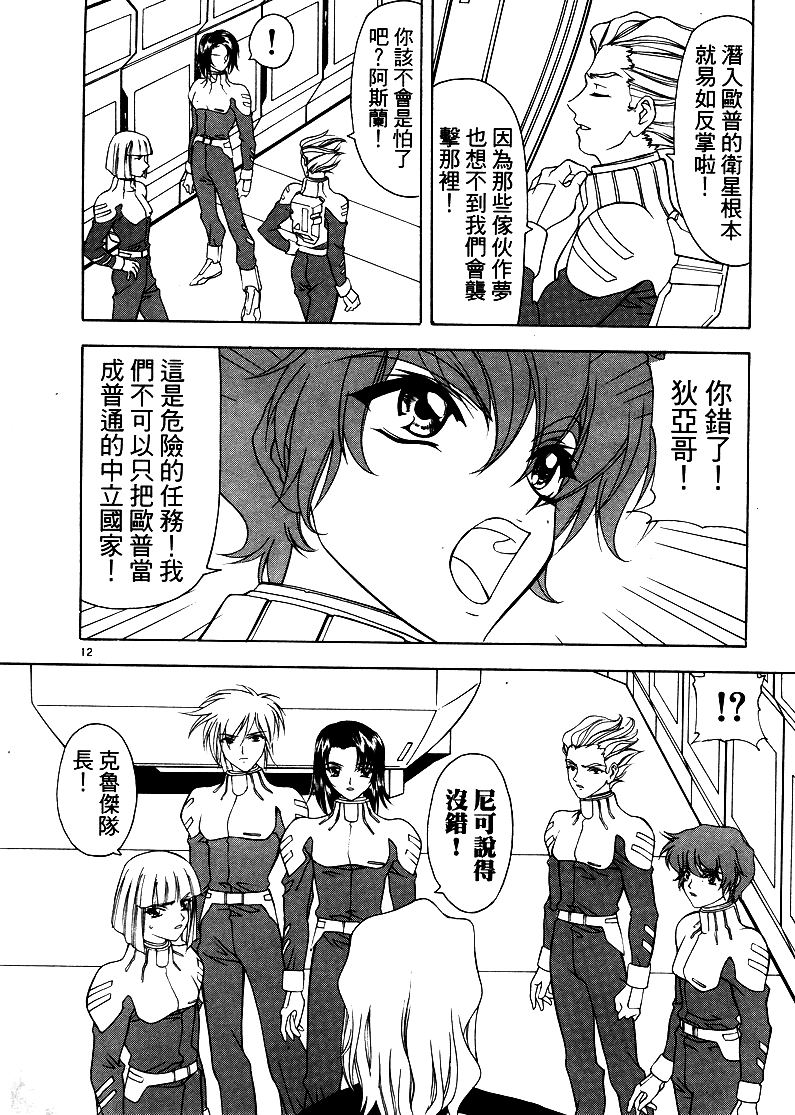 潛入歐普的衛星根本
就易如反掌啦！
因為那些傢伙作夢
也想不到我們會襲
擊那裡！
你該不會是怕了
吧？阿斯蘭！
！
你錯了！
狄亞哥！
這是危險的任務！我
們不可以只把歐普當
成普通的中立國家！
12
!?
尼可說得
沒錯！
克魯傑隊
長！